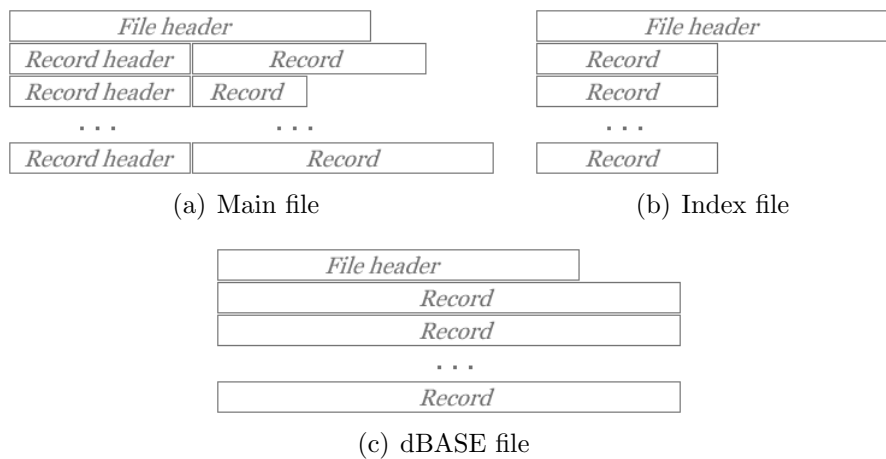 File header
Record header Record
Record header Record
. . . . . .
Record header Record
(a) Main file
File header
Record
Record
. . .
Record
(b) Index file
File header
Record
Record
. . .
Record
(c) dBASE file